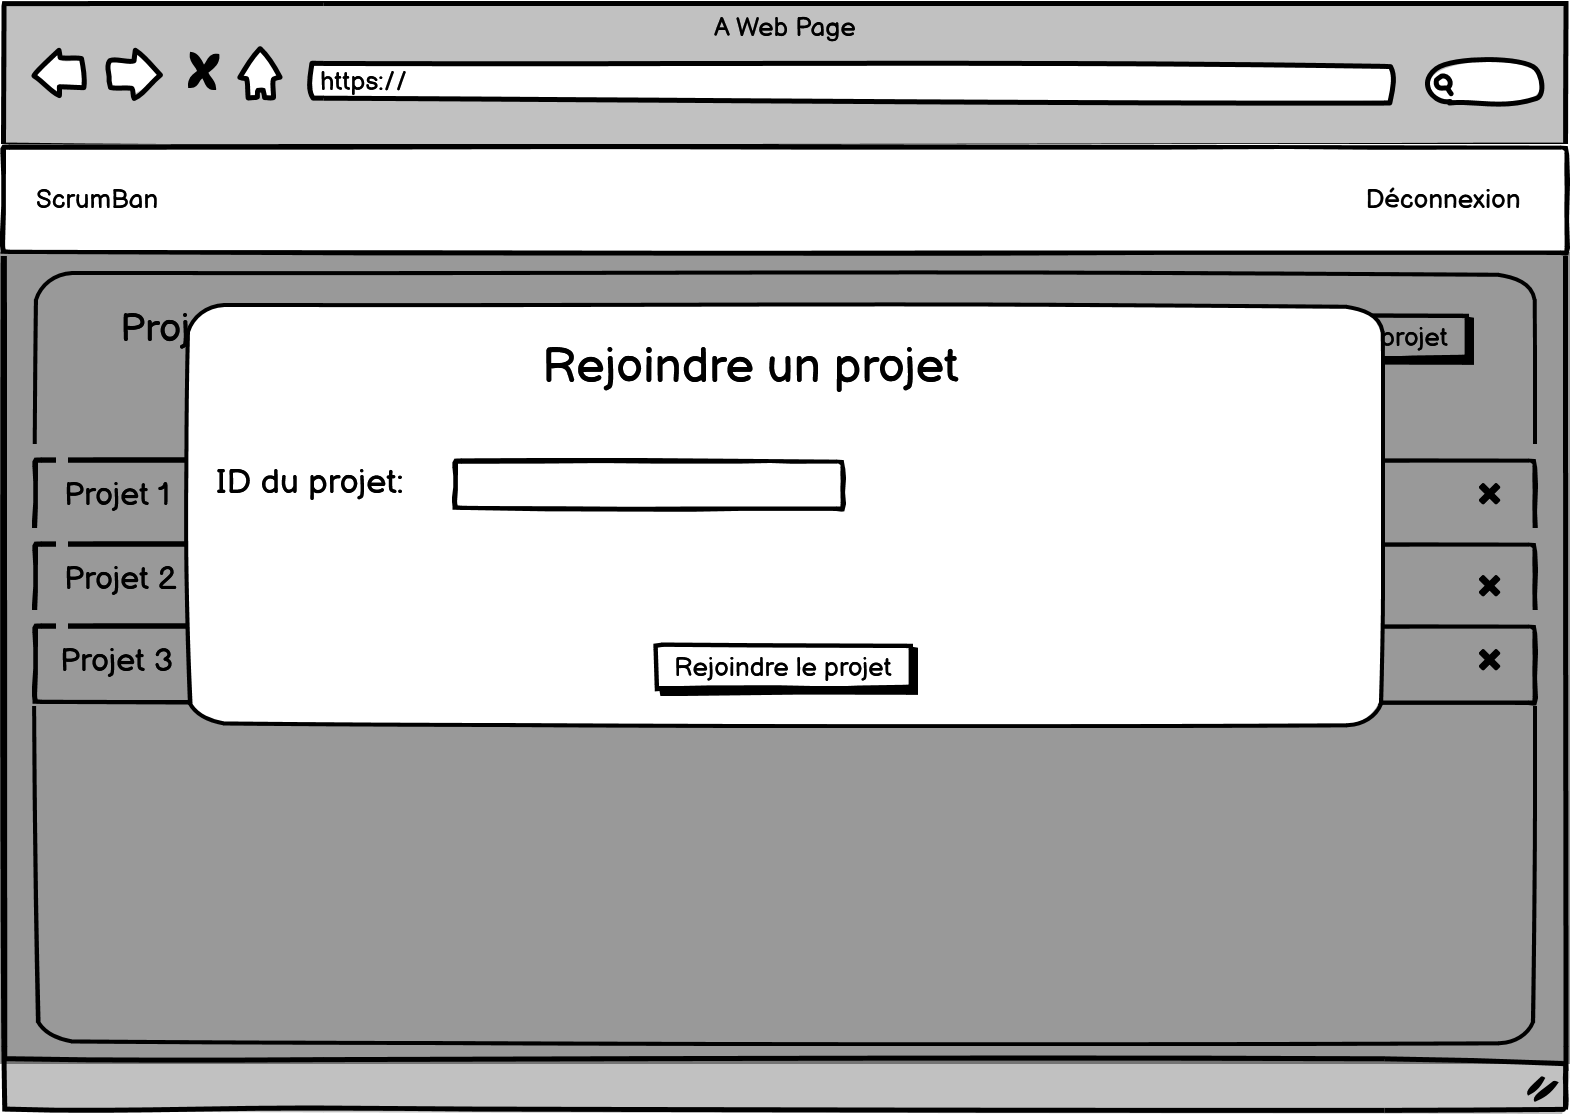 A Web Page
https://
ScrumBan
Déconnexion
projet
Rejoindre un projet
ID du projet:
Projet 1
Projet 2
Projet 3
Rejoindre le projet